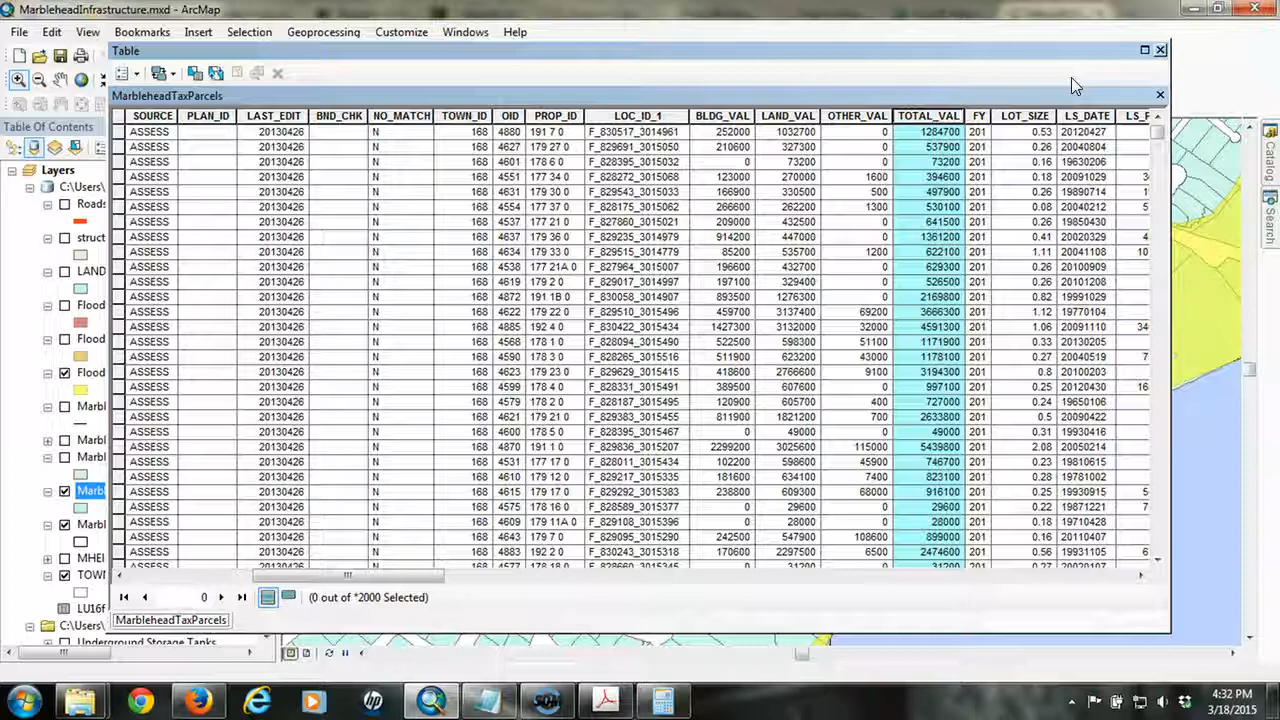 MarbleheadInfrastructure.mxd - ArcMap
File Edit View Bookmarks Insert Selection Geoprocessing Customize Windows Help
Table
MarbleheadTaxParcels
SOURCE PLAN_ID LAST_EDIT BND_CHK NO_MATCH TOWN_ID OID PROP_ID LOC_ID_1 BLDG_VAL LAND_VAL OTHER_VAL TOTAL_VAL FY LOT_SIZE LS_DATE
ASSESS 20130426 N 168 4880 191 7 0 F_830517_3014961 252000 1032700 0 1284700 201 0.53 20120427
ASSESS 20130426 N 168 4627 179 27 0 F_829691_3015050 210600 327300 0 537900 201 0.26 20040804
ASSESS 20130426 N 168 4601 178 6 0 F_828395_3015032 0 73200 0 73200 201 0.16 19630206
ASSESS 20130426 N 168 4551 177 34 0 F_828272_3015068 123000 270000 1600 394600 201 0.18 20091029
ASSESS 20130426 N 168 4631 179 30 0 F_829543_3015033 166900 330500 500 497900 201 0.26 19890714
ASSESS 20130426 N 168 4554 177 37 0 F_828175_3015062 266600 262200 1300 530100 201 0.08 20040212
ASSESS 20130426 N 168 4537 177 21 0 F_827860_3015021 209000 432500 0 641500 201 0.26 19850430
ASSESS 20130426 N 168 4837 179 36 0 F_829235_3014979 914200 447000 0 1361200 201 0.41 20020329
ASSESS 20130426 N 168 4634 179 33 0 F_829515_3014779 85200 535700 1200 622100 201 1.11 20041108
ASSESS 20130426 N 168 4538 177 21A 0 F_827964_3015007 196600 432700 0 629300 201 0.26 20100909
ASSESS 20130426 N 168 4619 179 2 0 F_829017_3014997 197100 329400 0 526500 201 0.26 20101208
ASSESS 20130426 N 168 4872 191 1B 0 F_830058_3014907 893500 1276300 0 2169800 201 0.82 19991029
ASSESS 20130426 N 168 4622 179 22 0 F_829510_3015496 459700 3137400 69200 3666300 201 1.12 19770104
ASSESS 20130426 N 168 4885 192 4 0 F_830422_3015434 1427300 3132000 32000 4591300 201 1.06 20091110
ASSESS 20130426 N 168 4568 178 1 0 F_828094_3015490 522500 598300 51100 1171900 201 0.33 20130205
ASSESS 20130426 N 168 4590 178 3 0 F_828265_3015516 511900 623200 43000 1178100 201 0.27 20040519
ASSESS 20130426 N 168 4623 179 23 0 F_829629_3015415 418600 2766600 9100 3194300 201 0.8 20100203
ASSESS 20130426 N 168 4599 178 4 0 F_828331_3015491 389500 607600 0 997100 201 0.25 20120430
ASSESS 20130426 N 168 4579 178 2 0 F_828187_3015495 120900 605700 400 727000 201 0.24 19650106
ASSESS 20130426 N 168 4621 179 21 0 F_829383_3015455 811900 1821200 700 2633800 201 0.5 20090422
ASSESS 20130426 N 168 4600 178 5 0 F_828395_3015467 0 49000 0 49000 201 0.31 19930416
ASSESS 20130426 N 168 4870 191 1 0 F_829836_3015207 2299200 3025600 115000 5439800 201 2.08 20050214
ASSESS 20130426 N 168 4531 177 17 0 F_828011_3015434 102200 598600 45900 746700 201 0.23 19810615
ASSESS 20130426 N 168 4610 179 12 0 F_829217_3015335 181600 634100 7400 823100 201 0.28 19781002
ASSESS 20130426 N 168 4615 179 17 0 F_829292_3015383 238800 609300 68000 916100 201 0.25 19930915
ASSESS 20130426 N 168 4575 178 16 0 F_828589_3015377 0 29600 0 29600 201 0.22 19871221
ASSESS 20130426 N 168 4609 179 11A 0 F_829108_3015396 0 28000 0 28000 201 0.18 19710428
ASSESS 20130426 N 168 4643 179 7 0 F_829095_3015290 242500 547900 108600 899000 201 0.16 20110407
ASSESS 20130426 N 168 4883 192 2 0 F_830243_3015318 170600 2297500 6500 2474600 201 0.56 19931105
0 (0 out of *2000 Selected)
MarbleheadTaxParcels
Table Of Contents
Layers
C:\Users\
Roads
struct
LAND
Flood
Flood
Flood
Marbl
Marbl
Marbl
Marbl
Marbl
MHEI
TOWN
LU16f
C:\Users\
Underground Storage Tanks
Catalog
Search
4:32 PM
3/18/2015